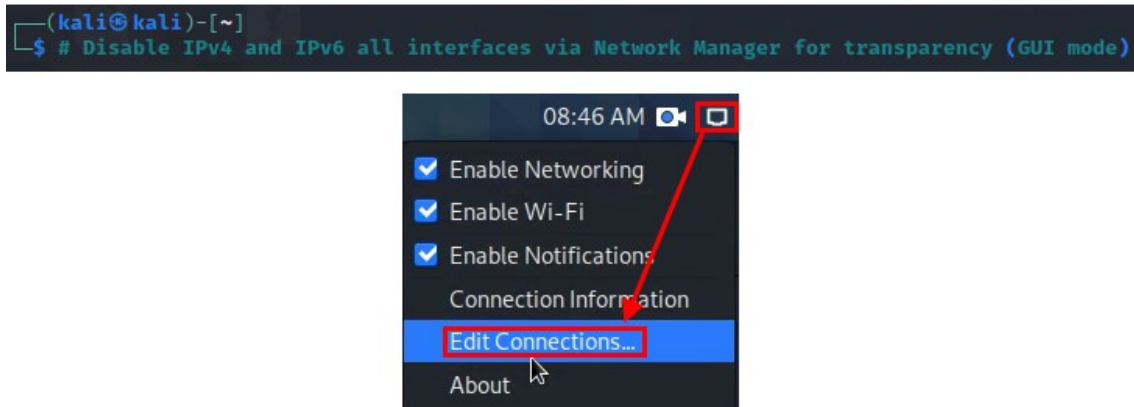 ┌──(kali㉿kali)-[~]
└─$ # Disable IPv4 and IPv6 all interfaces via Network Manager for transparency (GUI mode)
08:46 AM
Enable Networking
Enable Wi-Fi
Enable Notifications
Connection Information
Edit Connections...
About